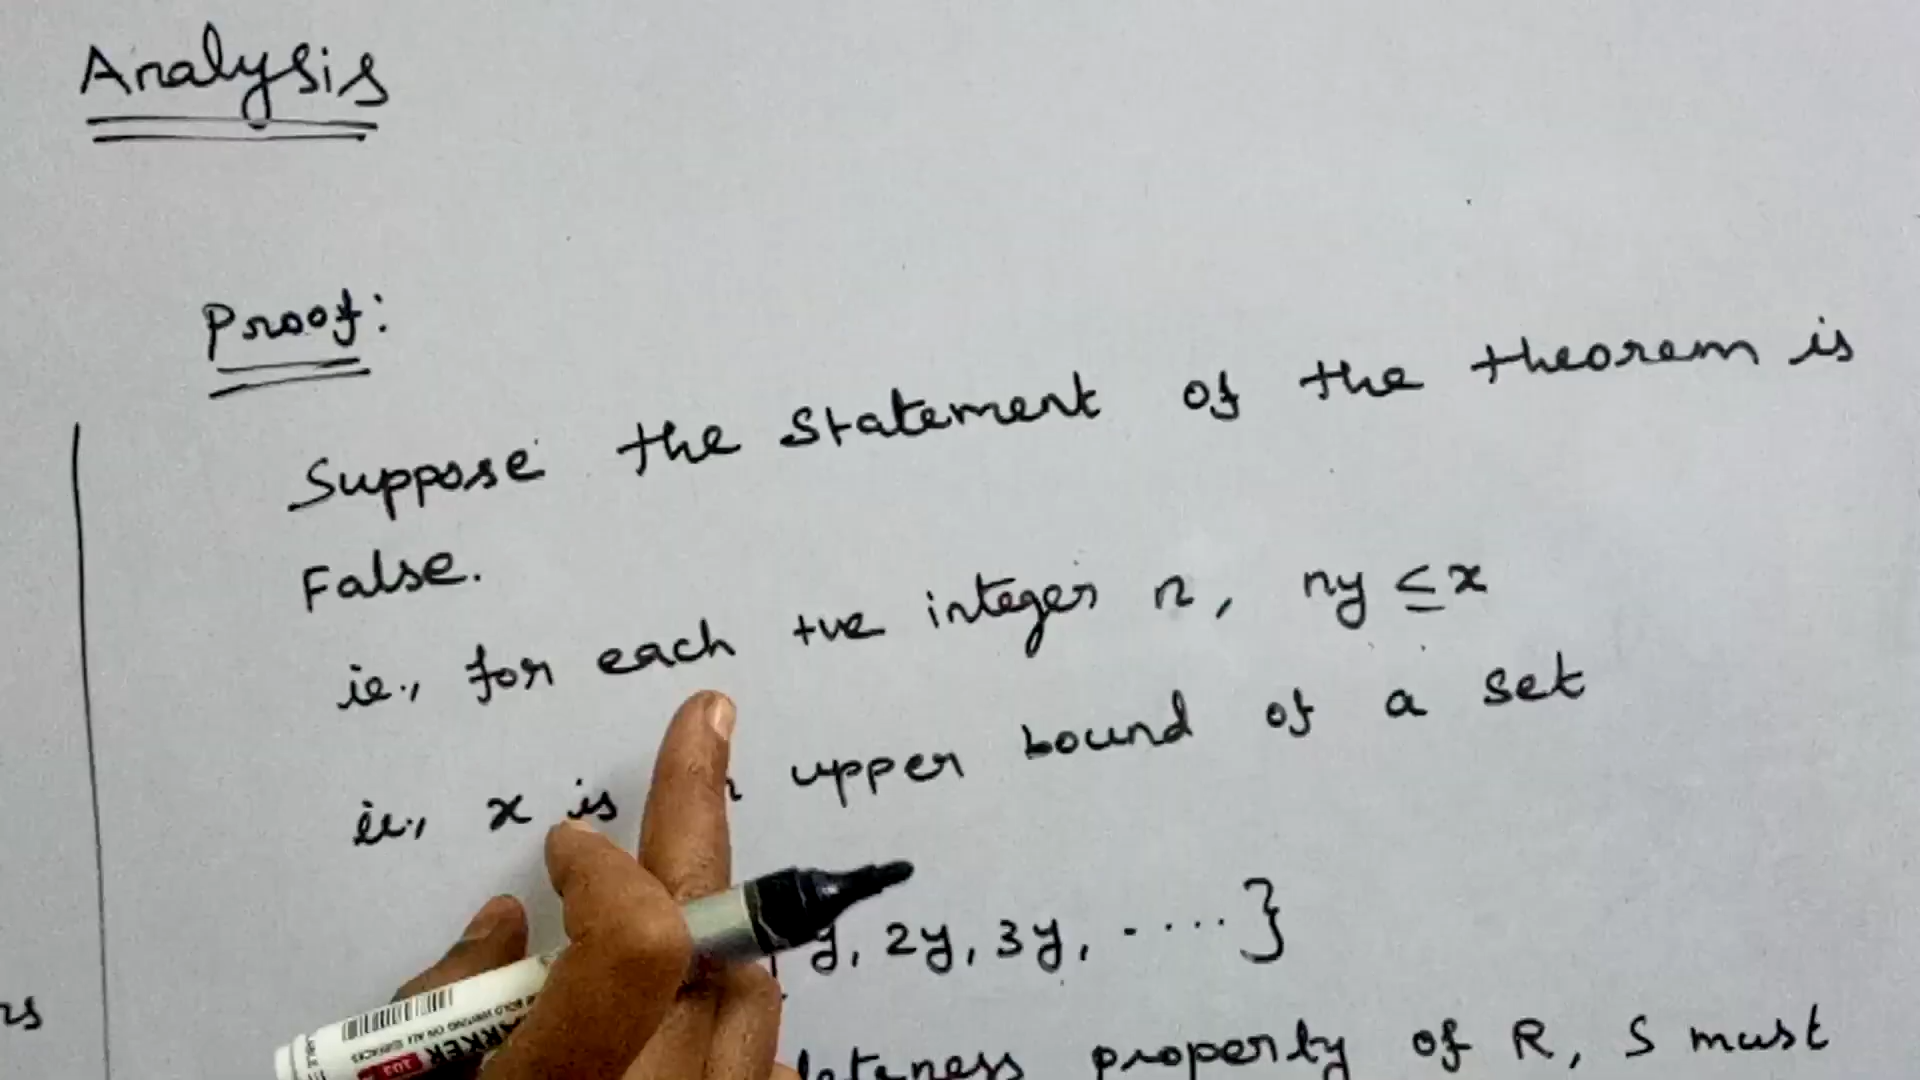 Analysis
Proof:
Suppose the Statement of the theorem is
False.
ie., for each +ve integer n, ny ≤ x
ie., x is upper bound of a set
y, 2y, 3y, ·····}
property of R, S must
MARKER